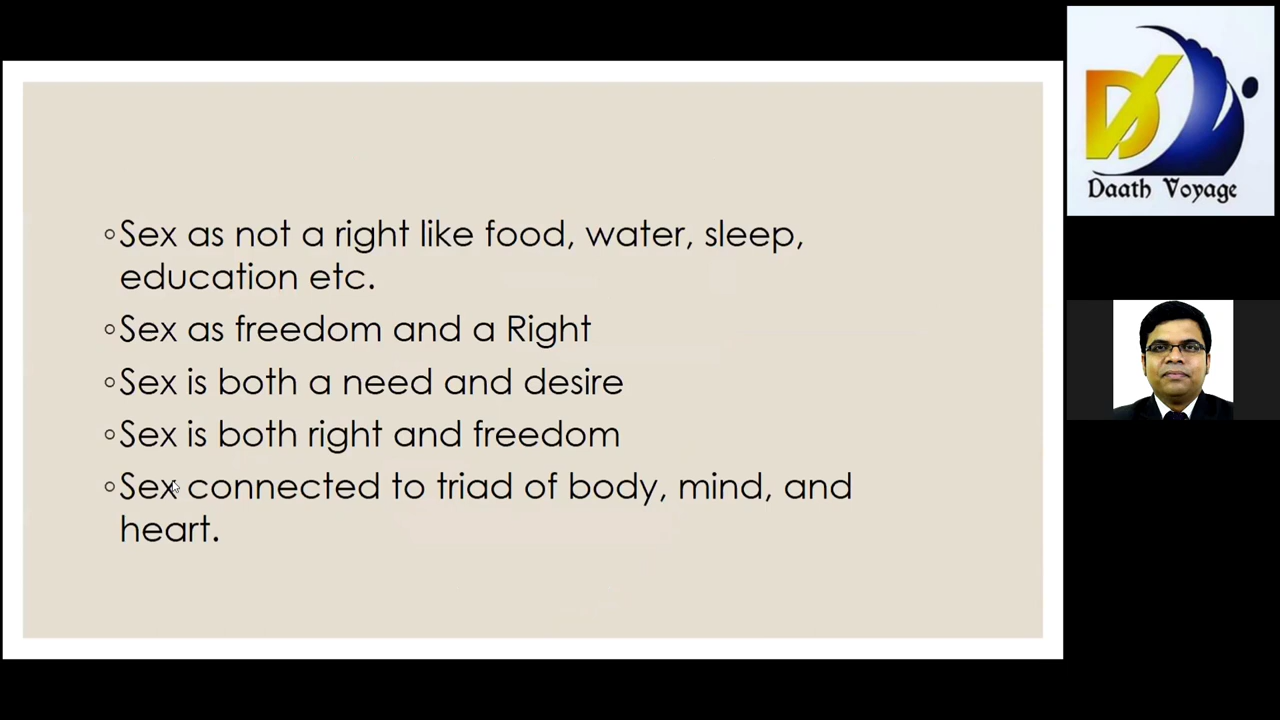 ◦Sex as not a right like food, water, sleep,
education etc.
◦Sex as freedom and a Right
◦Sex is both a need and desire
◦Sex is both right and freedom
◦Sex connected to triad of body, mind, and
heart.
DV
Daath Voyage